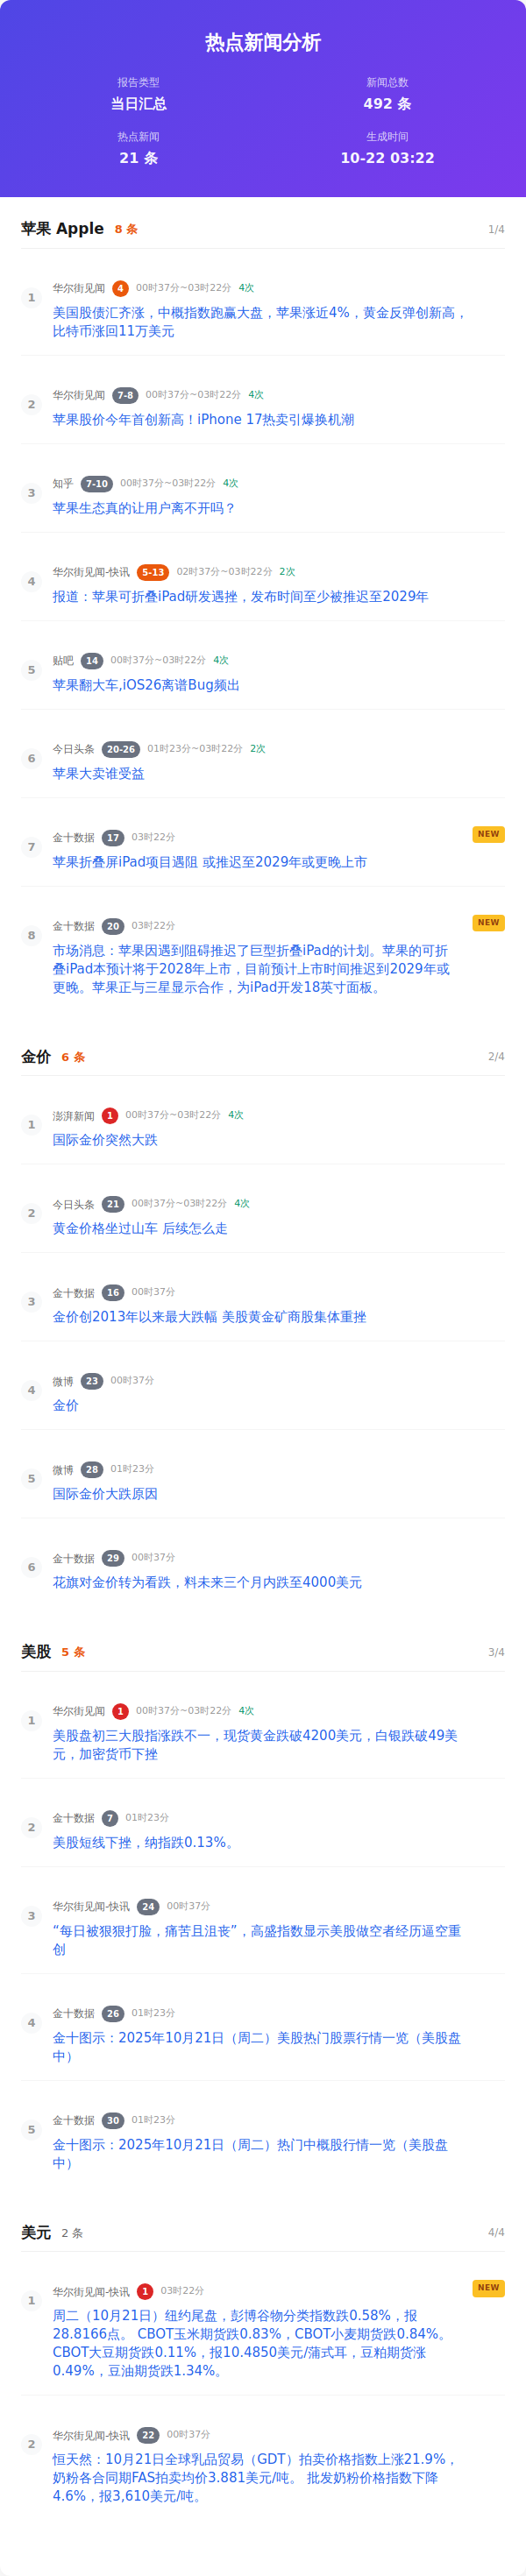 热点新闻分析
报告类型
当日汇总
新闻总数
492 条
热点新闻
21 条
生成时间
10-22 03:22
苹果 Apple 8 条 1/4
1 华尔街见闻 4 00时37分~03时22分 4次
美国股债汇齐涨，中概指数跑赢大盘，苹果涨近4%，黄金反弹创新高，
比特币涨回11万美元
2 华尔街见闻 7-8 00时37分~03时22分 4次
苹果股价今年首创新高！iPhone 17热卖引爆换机潮
3 知乎 7-10 00时37分~03时22分 4次
苹果生态真的让用户离不开吗？
4 华尔街见闻-快讯 5-13 02时37分~03时22分 2次
报道：苹果可折叠iPad研发遇挫，发布时间至少被推迟至2029年
5 贴吧 14 00时37分~03时22分 4次
苹果翻大车,iOS26离谱Bug频出
6 今日头条 20-26 01时23分~03时22分 2次
苹果大卖谁受益
7 金十数据 17 03时22分 NEW
苹果折叠屏iPad项目遇阻 或推迟至2029年或更晚上市
8 金十数据 20 03时22分 NEW
市场消息：苹果因遇到阻碍推迟了巨型折叠iPad的计划。苹果的可折
叠iPad本预计将于2028年上市，目前预计上市时间推迟到2029年或
更晚。苹果正与三星显示合作，为iPad开发18英寸面板。
金价 6 条 2/4
1 澎湃新闻 1 00时37分~03时22分 4次
国际金价突然大跌
2 今日头条 21 00时37分~03时22分 4次
黄金价格坐过山车 后续怎么走
3 金十数据 16 00时37分
金价创2013年以来最大跌幅 美股黄金矿商股集体重挫
4 微博 23 00时37分
金价
5 微博 28 01时23分
国际金价大跌原因
6 金十数据 29 00时37分
花旗对金价转为看跌，料未来三个月内跌至4000美元
美股 5 条 3/4
1 华尔街见闻 1 00时37分~03时22分 4次
美股盘初三大股指涨跌不一，现货黄金跌破4200美元，白银跌破49美
元，加密货币下挫
2 金十数据 7 01时23分
美股短线下挫，纳指跌0.13%。
3 华尔街见闻-快讯 24 00时37分
“每日被狠狠打脸，痛苦且沮丧”，高盛指数显示美股做空者经历逼空重
创
4 金十数据 26 01时23分
金十图示：2025年10月21日（周二）美股热门股票行情一览（美股盘
中）
5 金十数据 30 01时23分
金十图示：2025年10月21日（周二）热门中概股行情一览（美股盘
中）
美元 2 条 4/4
1 华尔街见闻-快讯 1 03时22分 NEW
周二（10月21日）纽约尾盘，彭博谷物分类指数跌0.58%，报
28.8166点。 CBOT玉米期货跌0.83%，CBOT小麦期货跌0.84%。
CBOT大豆期货跌0.11%，报10.4850美元/蒲式耳，豆粕期货涨
0.49%，豆油期货跌1.34%。
2 华尔街见闻-快讯 22 00时37分
恒天然：10月21日全球乳品贸易（GDT）拍卖价格指数上涨21.9%，
奶粉各合同期FAS拍卖均价3.881美元/吨。 批发奶粉价格指数下降
4.6%，报3,610美元/吨。